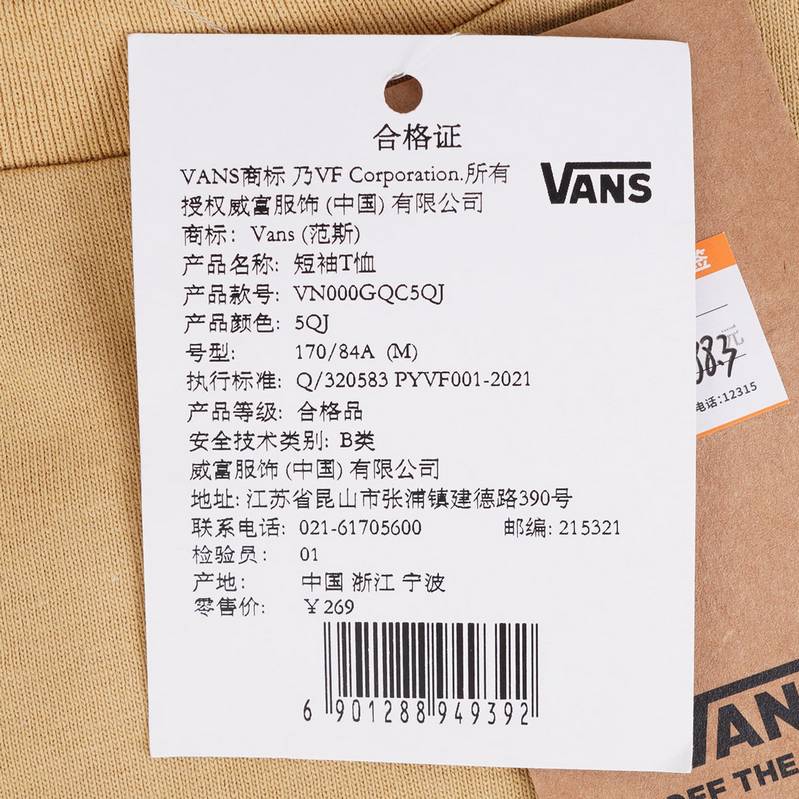 合格证
VANS商标 乃VF Corporation.所有
VANS
授权威富服饰 (中国) 有限公司
商标: Vans (范斯)
产品名称: 短袖T恤
产品款号: VN000GQC5QJ
产品颜色: 5QJ
号型: 170/84A (M)
执行标准: Q/320583 PYVF001-2021
产品等级: 合格品
安全技术类别: B类
威富服饰 (中国) 有限公司
地址: 江苏省昆山市张浦镇建德路390号
联系电话: 021-61705600 邮编: 215321
检验员: 01
产地: 中国 浙江 宁波
零售价: ￥269
6 901288 949392
签
元
电话:12315
VAN
OFF THE